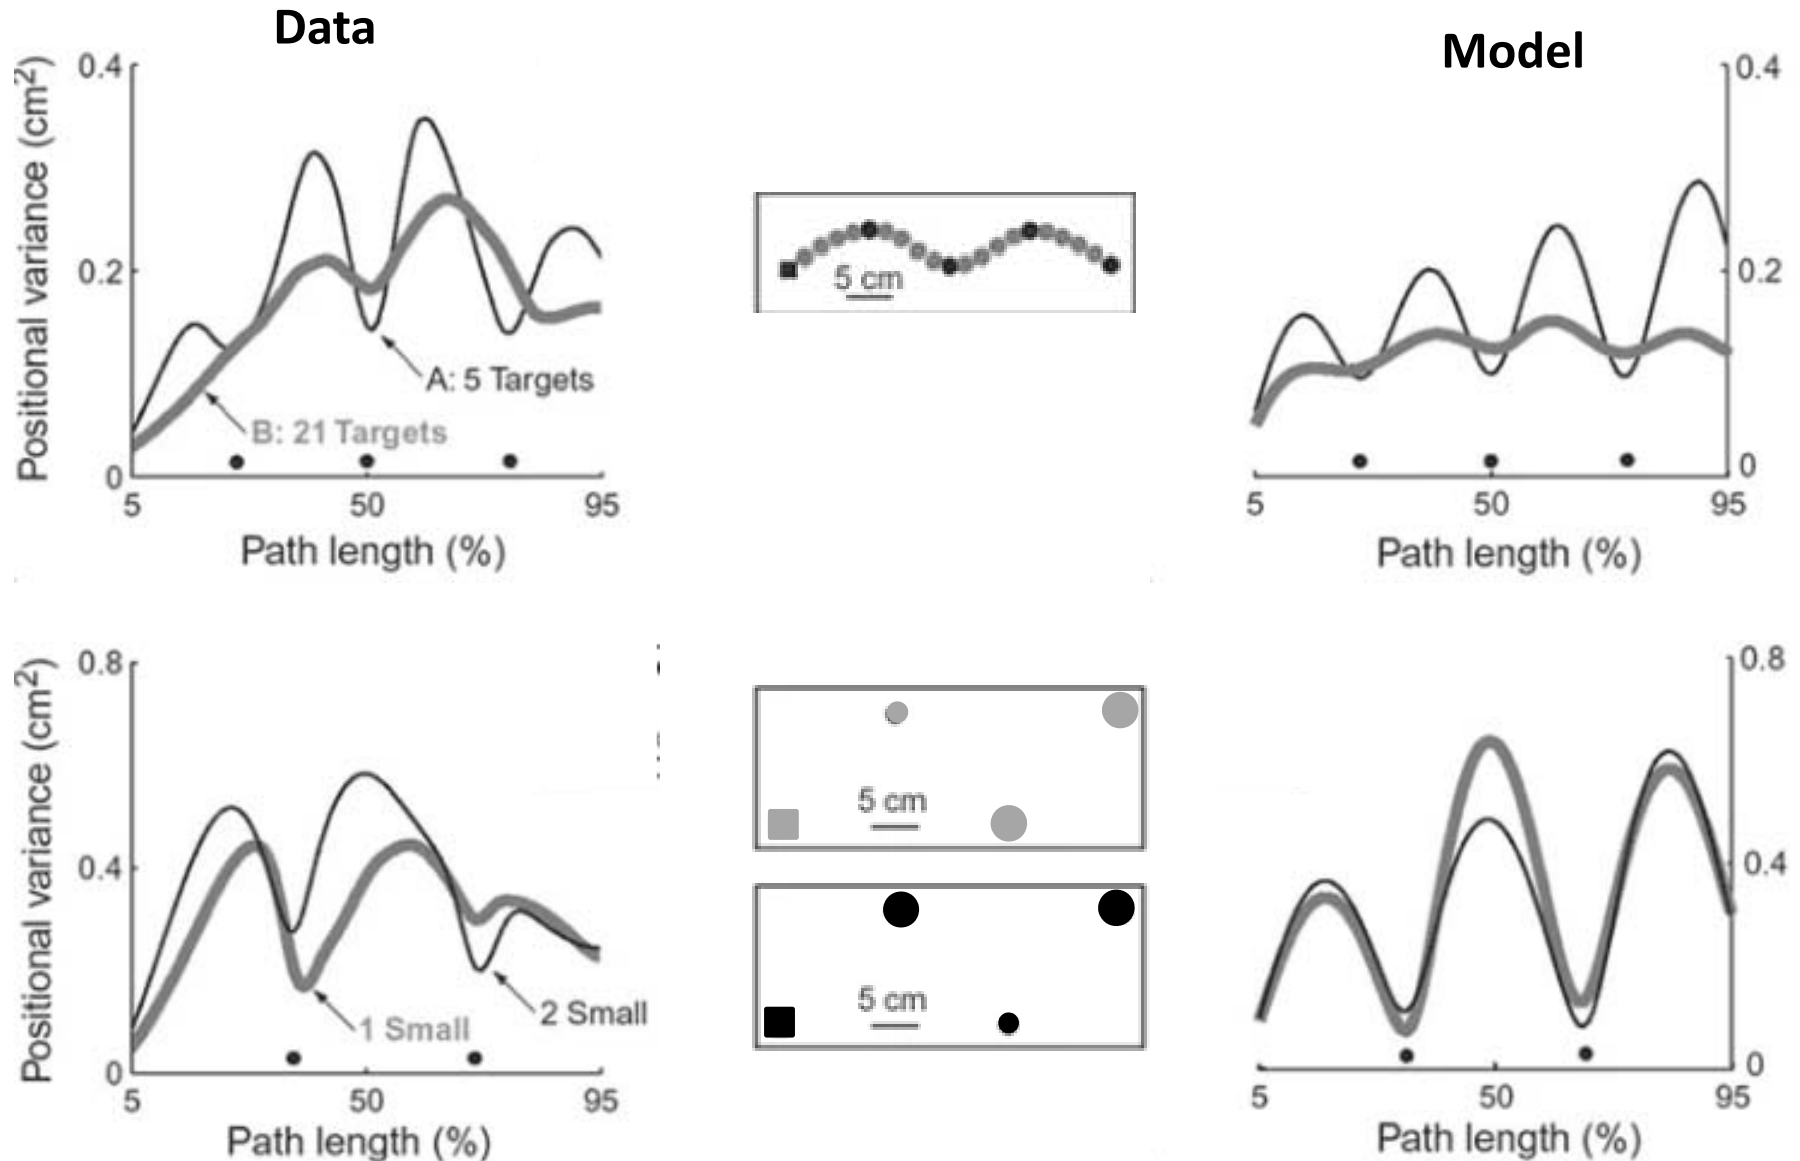 Data
Model
Positional variance (cm²)
0.4
0.2
0
A: 5 Targets
B: 21 Targets
5
50
95
Path length (%)
5 cm
0.4
0.2
0
5
50
95
Path length (%)
Positional variance (cm²)
0.8
0.4
0
1 Small
2 Small
5
50
95
Path length (%)
5 cm
5 cm
0.8
0.4
0
5
50
95
Path length (%)